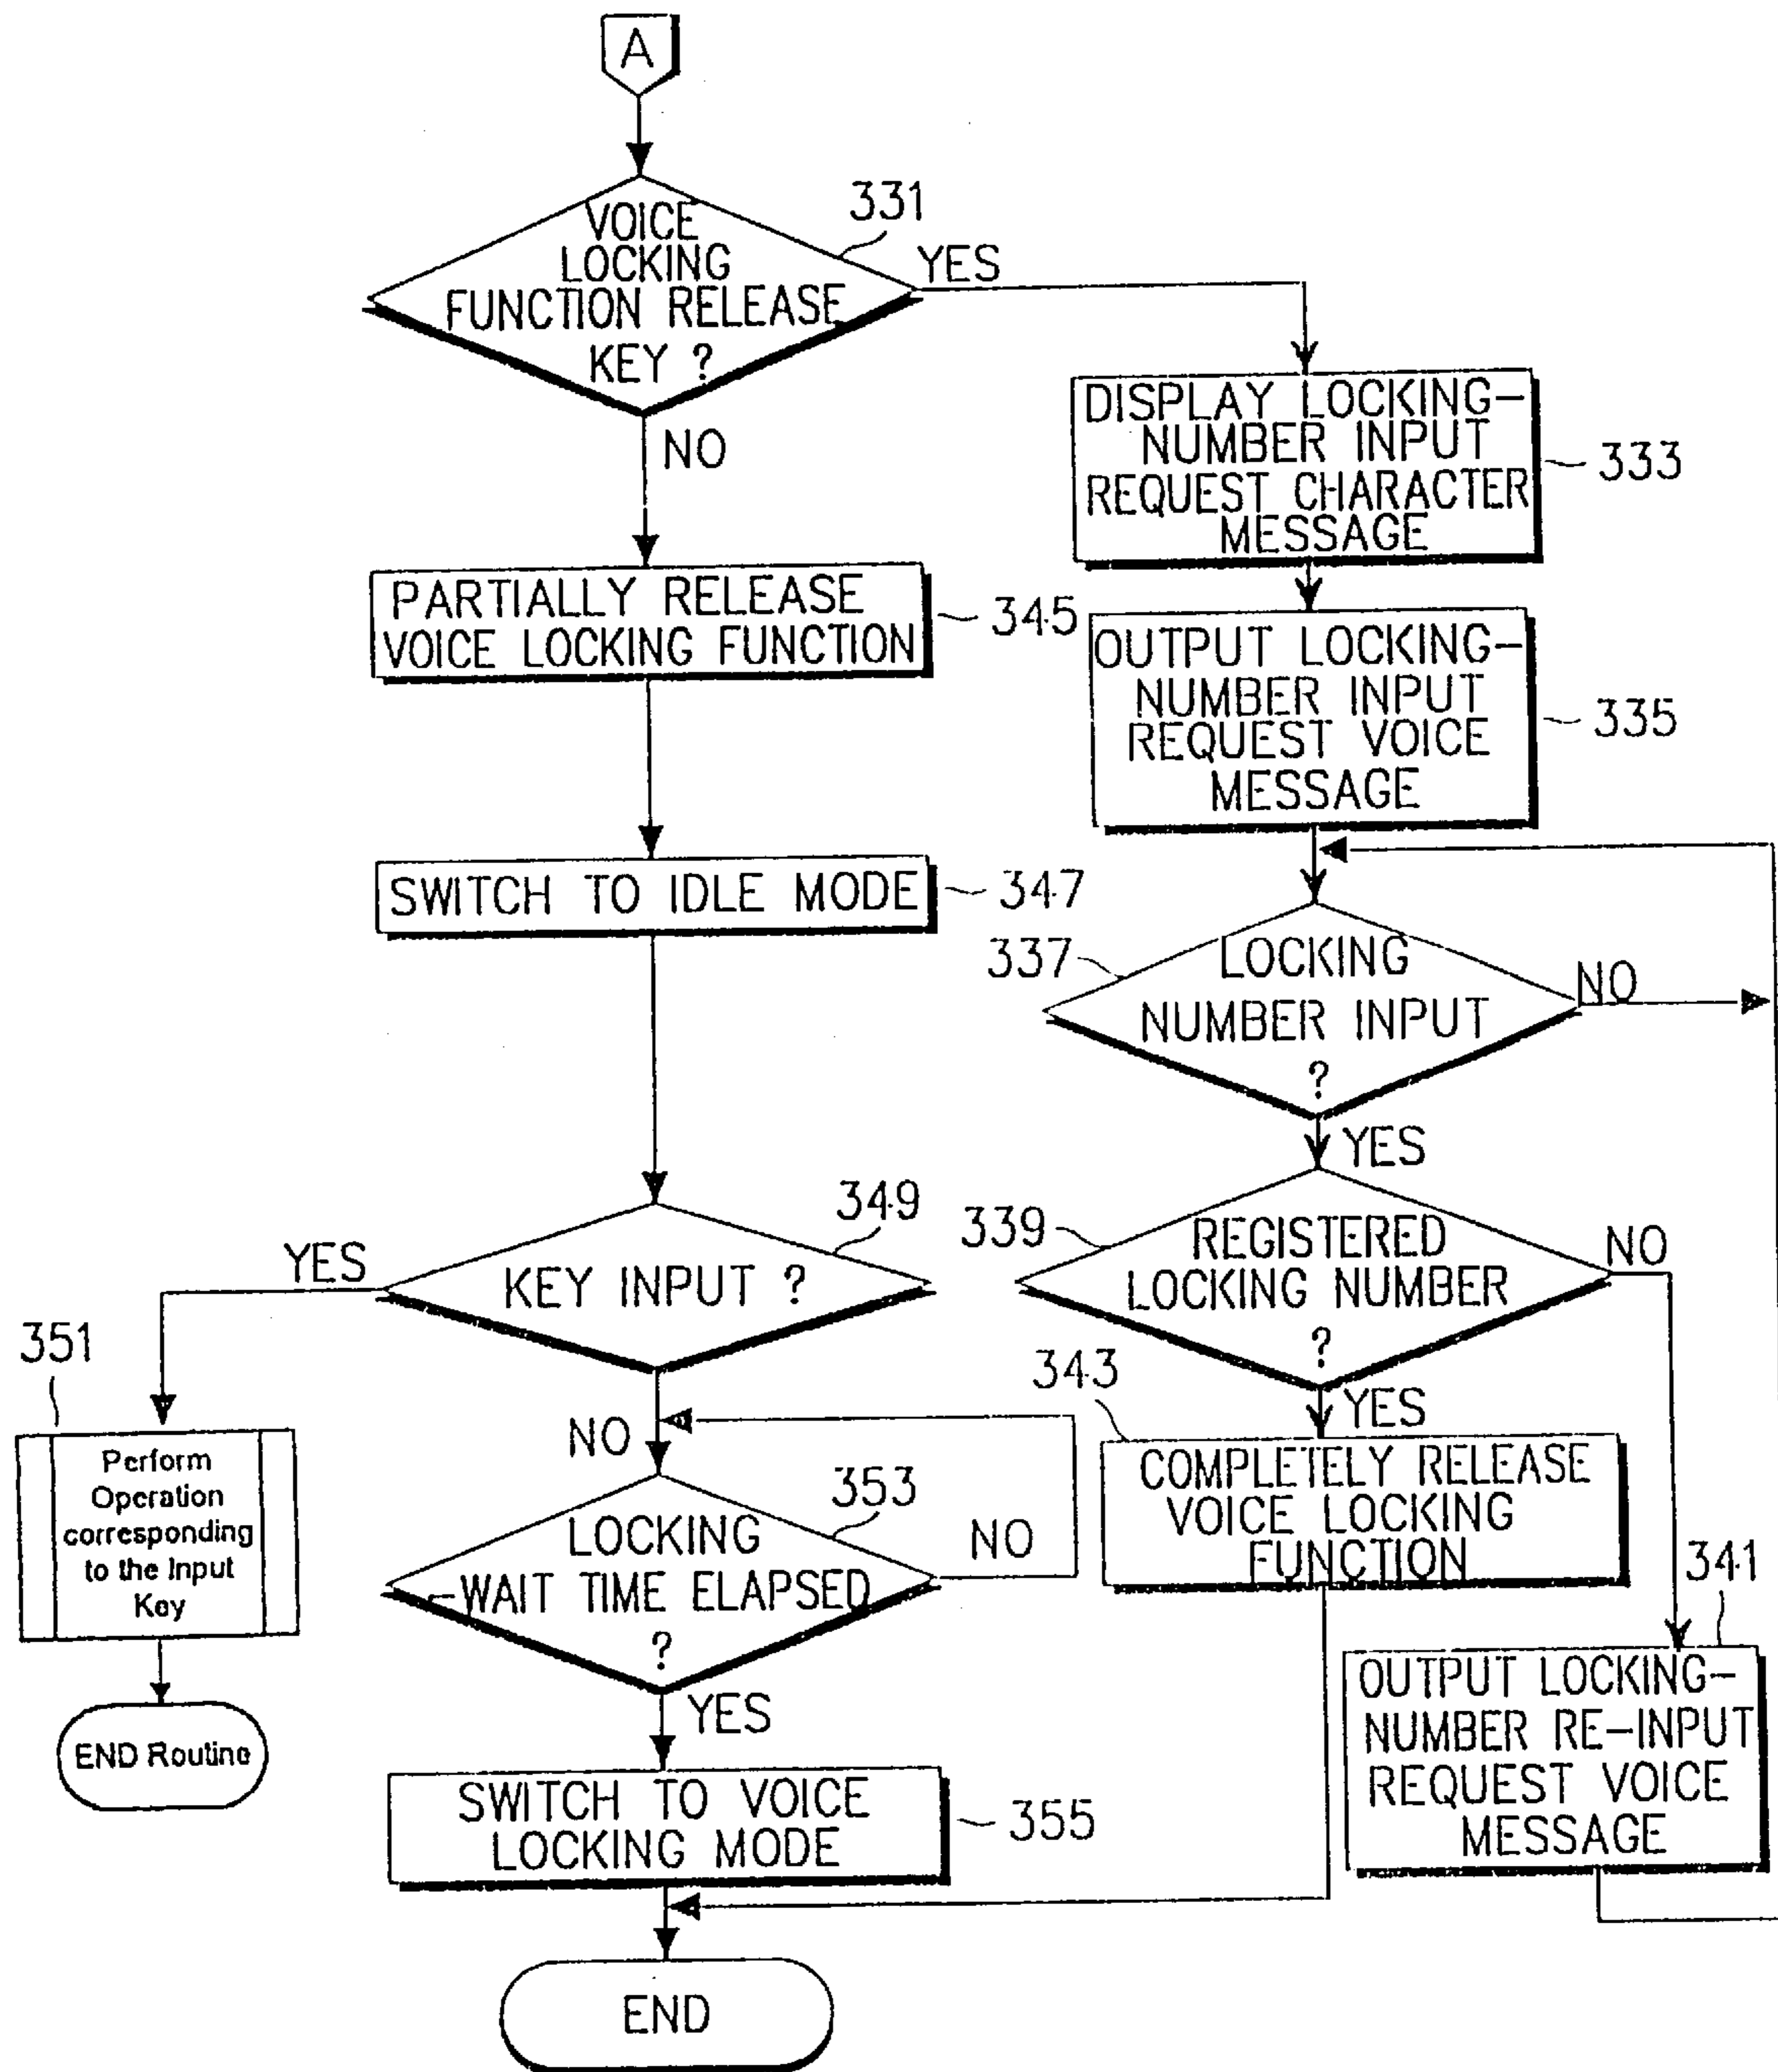 A
VOICE
LOCKING
FUNCTION RELEASE
KEY ?
331
YES
NO
DISPLAY LOCKING-
NUMBER INPUT
REQUEST CHARACTER
MESSAGE
333
PARTIALLY RELEASE
VOICE LOCKING FUNCTION
345
OUTPUT LOCKING-
NUMBER INPUT
REQUEST VOICE
MESSAGE
335
SWITCH TO IDLE MODE
347
337
LOCKING
NUMBER INPUT
?
NO
YES
349
KEY INPUT ?
YES
NO
339
REGISTERED
LOCKING NUMBER
?
NO
YES
351
Perform
Operation
corresponding
to the Input
Key
END Routine
353
LOCKING
-WAIT TIME ELAPSED
?
NO
YES
343
COMPLETELY RELEASE
VOICE LOCKING
FUNCTION
341
OUTPUT LOCKING-
NUMBER RE-INPUT
REQUEST VOICE
MESSAGE
SWITCH TO VOICE
LOCKING MODE
355
END